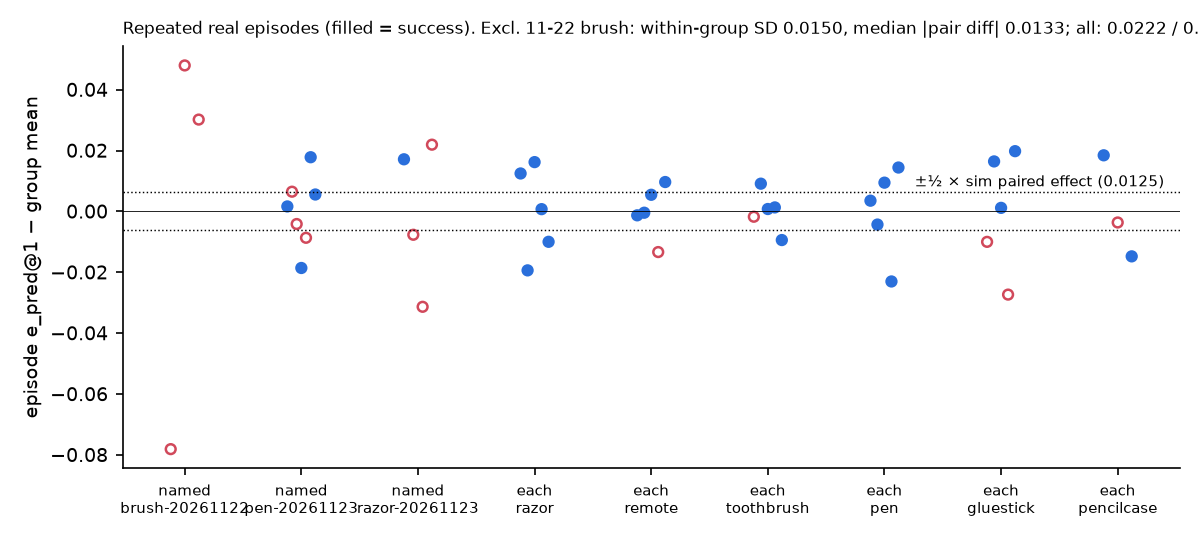 Repeated real episodes (filled = success). Excl. 11-22 brush: within-group SD 0.0150, median |pair diff| 0.0133; all: 0.0222 / 0.
episode e_pred@1 − group mean
0.04
0.02
0.00
−0.02
−0.04
−0.06
−0.08
±½ × sim paired effect (0.0125)
named
brush-20261122
named
pen-20261123
named
razor-20261123
each
razor
each
remote
each
toothbrush
each
pen
each
gluestick
each
pencilcase